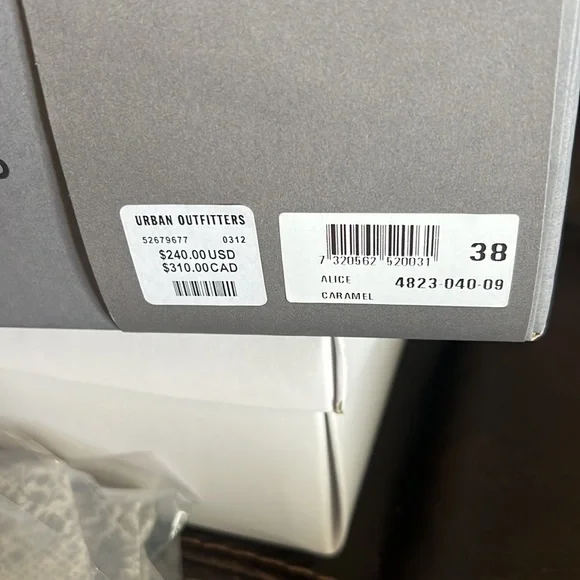 URBAN OUTFITTERS
52679677 0312
$240.00USD
$310.00CAD
7 320562 520031
38
ALICE 4823-040-09
CARAMEL